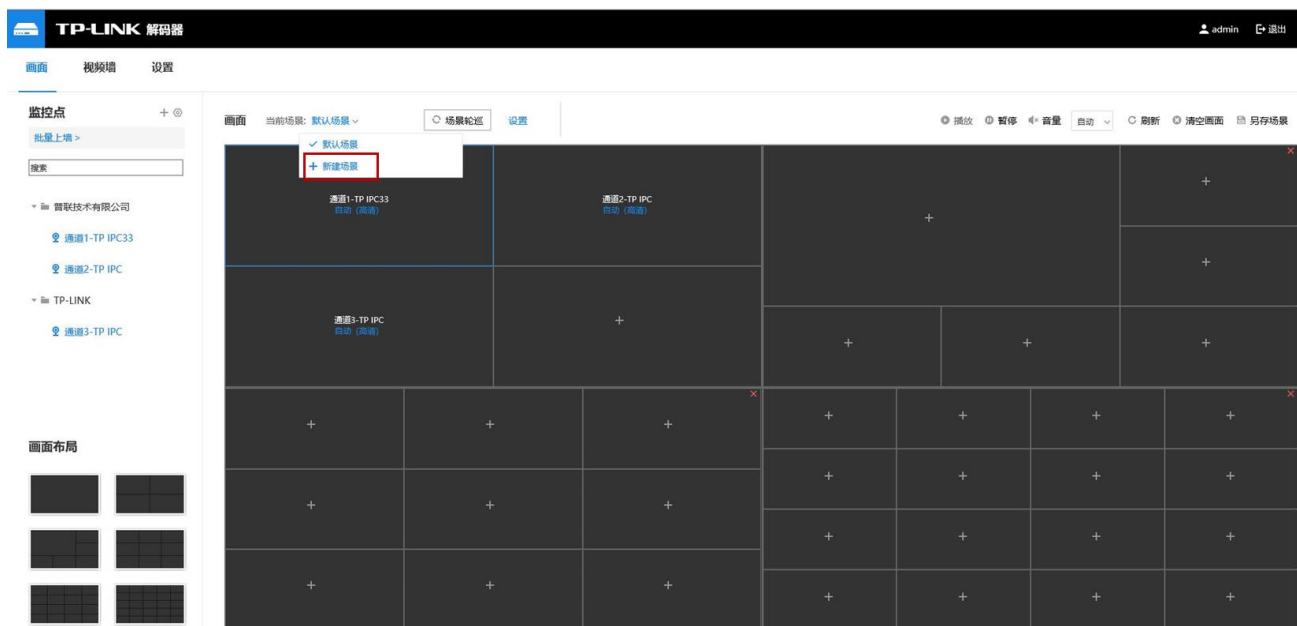 TP-LINK 解码器
admin 退出
画面 视频墙 设置
监控点
批量上墙 >
搜索
普联技术有限公司
通道1-TP IPC33
通道2-TP IPC
TP-LINK
通道3-TP IPC
画面布局
画面 当前场景: 默认场景 场景轮巡 设置
播放 暂停 音量 自动 刷新 清空画面 另存场景
默认场景
+ 新建场景
通道1-TP IPC33
自动 (高清)
通道2-TP IPC
自动 (高清)
通道3-TP IPC
自动 (高清)